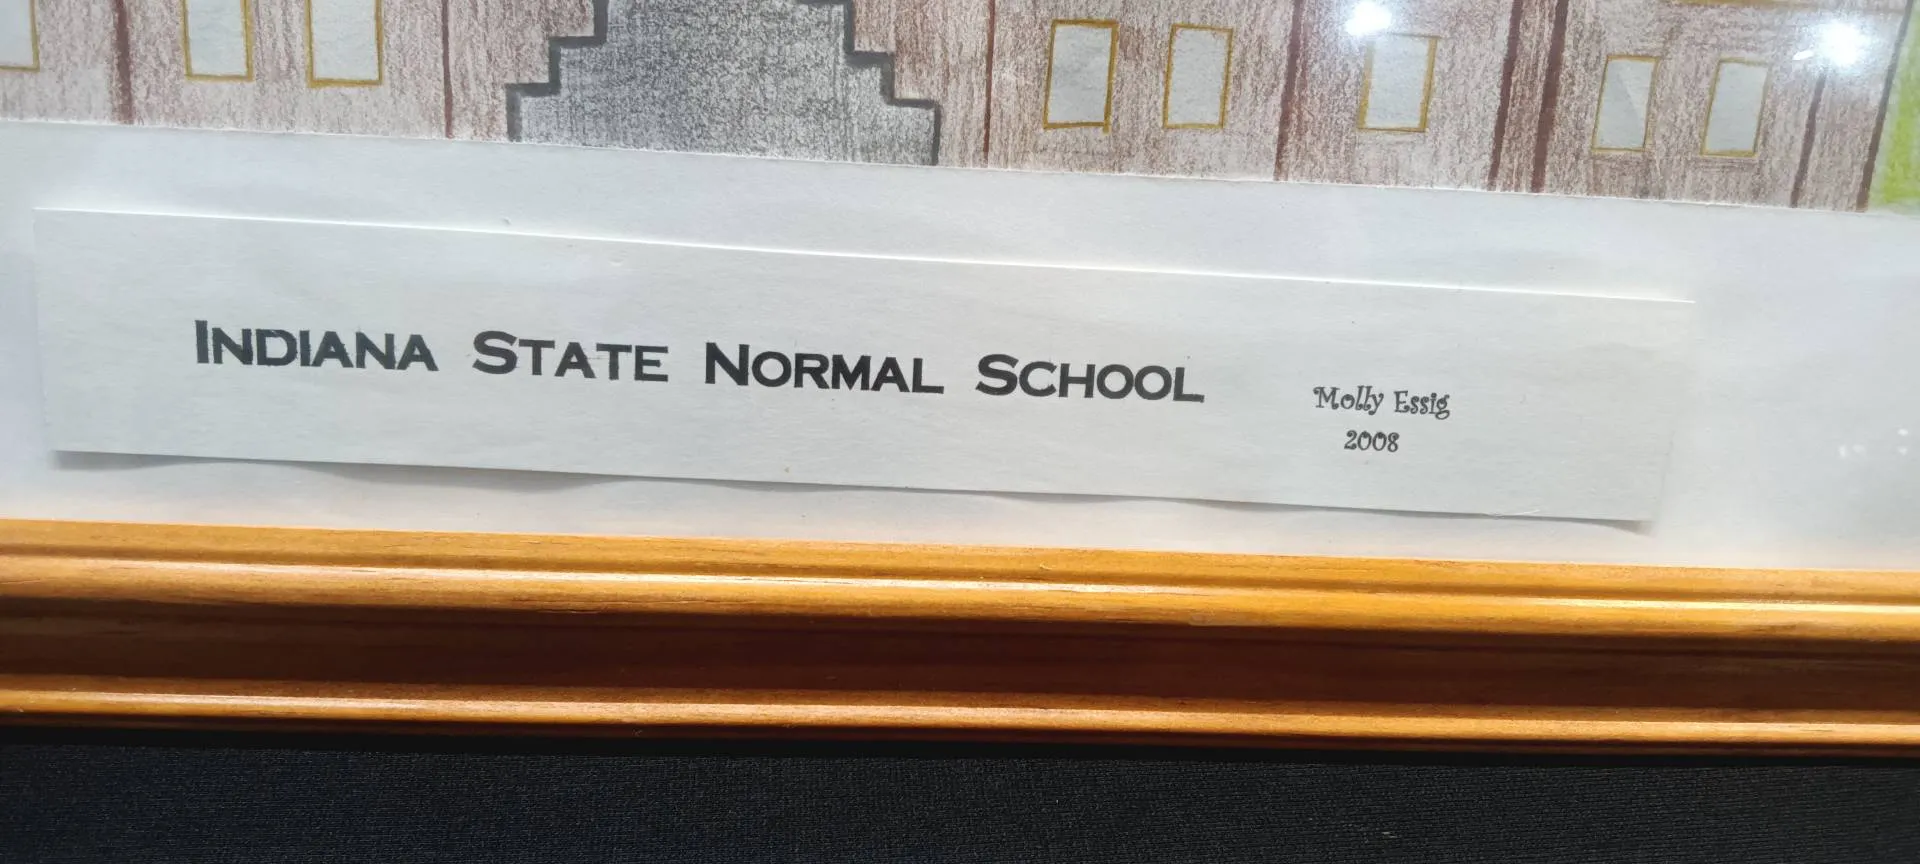 INDIANA STATE NORMAL SCHOOL
Molly Essig
2008